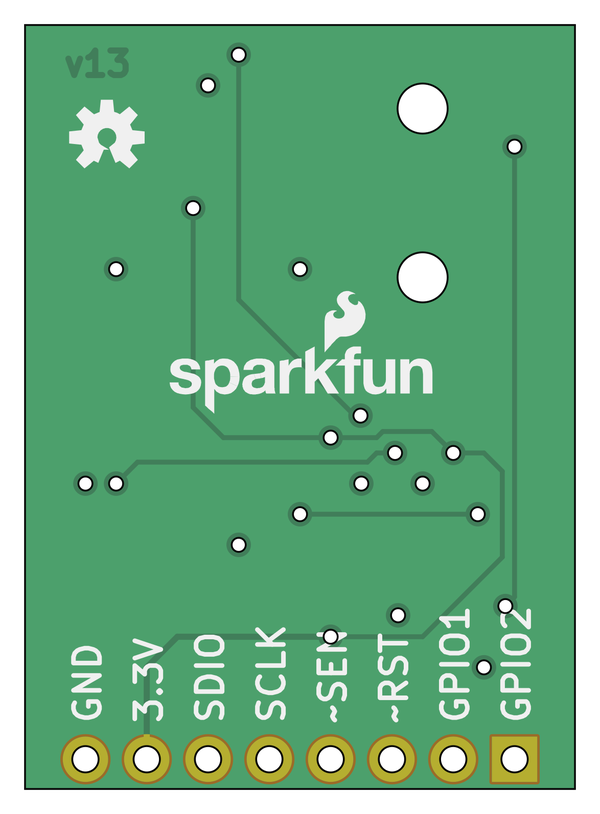 v13
sparkfun
GND
3.3V
SDIO
SCLK
~SEN
~RST
GPIO1
GPIO2